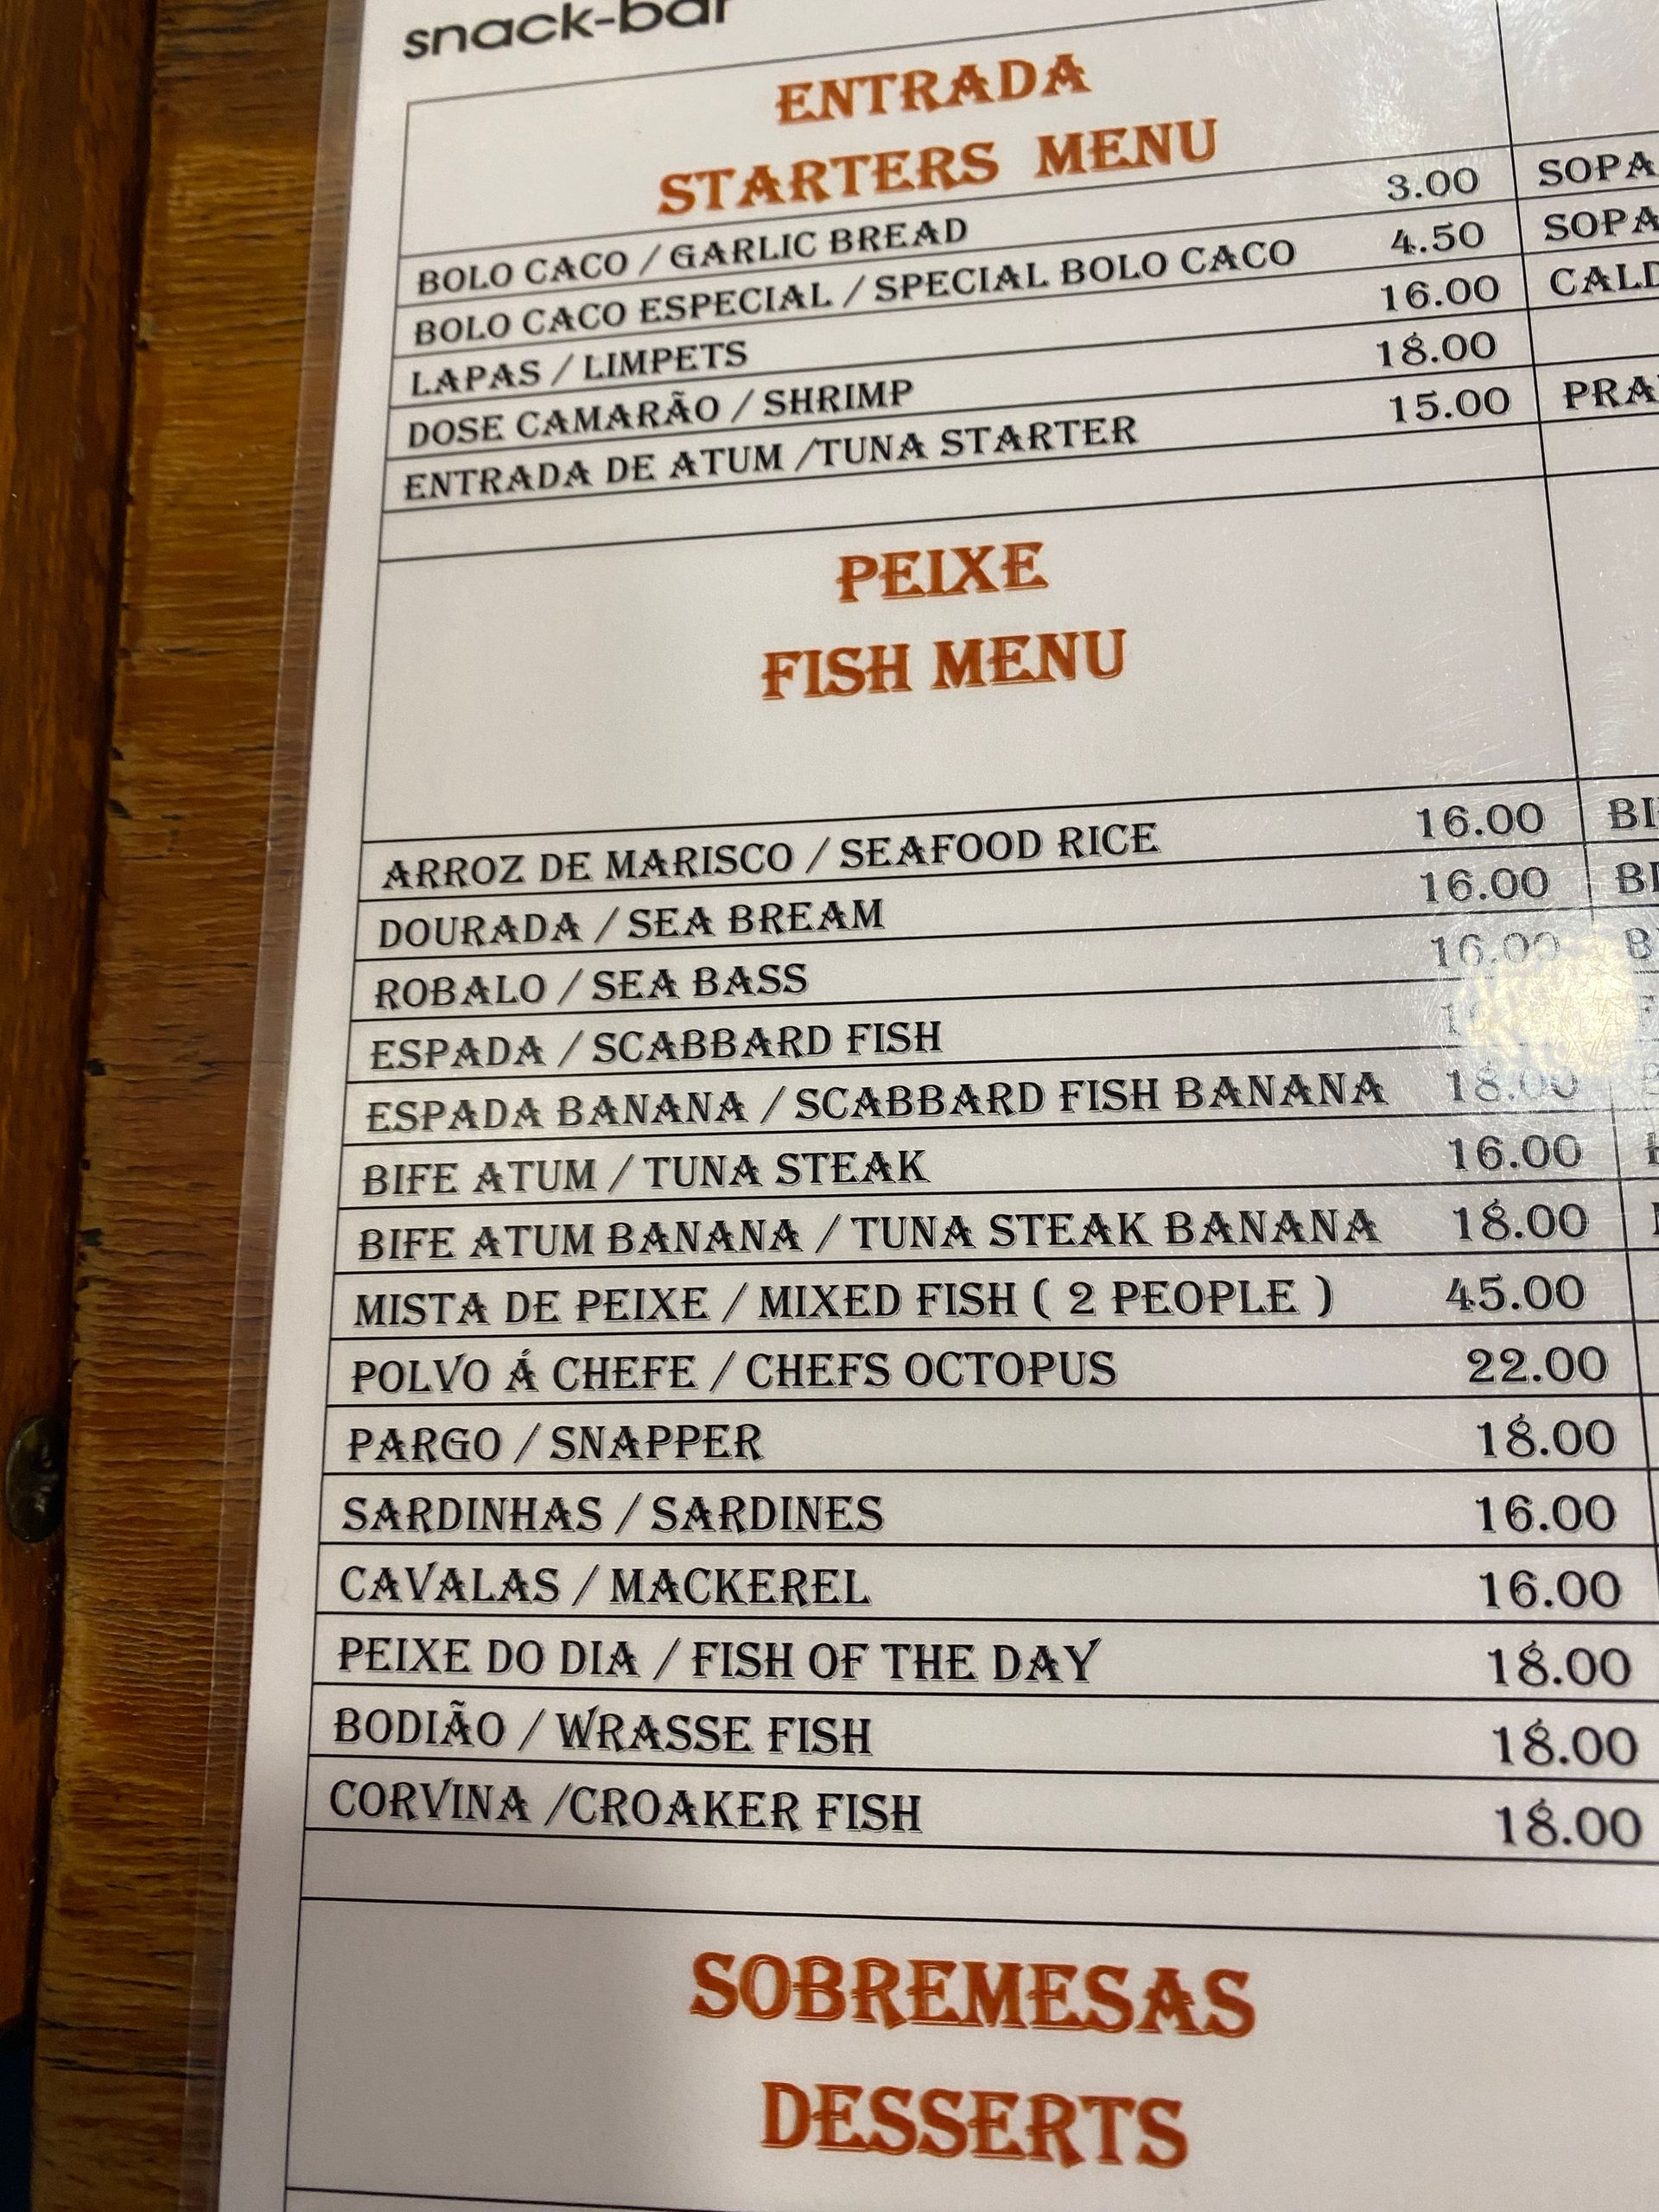 snack-bar
ENTRADA
STARTERS MENU
BOLO CACO / GARLIC BREAD 3.00
BOLO CACO ESPECIAL / SPECIAL BOLO CACO 4.50
LAPAS / LIMPETS 16.00
DOSE CAMARÃO / SHRIMP 18.00
ENTRADA DE ATUM /TUNA STARTER 15.00
SOPA
SOPA
PEIXE
FISH MENU
ARROZ DE MARISCO / SEAFOOD RICE 16.00
DOURADA / SEA BREAM 16.00
ROBALO / SEA BASS 16.00
ESPADA / SCABBARD FISH
ESPADA BANANA / SCABBARD FISH BANANA 18.00
BIFE ATUM / TUNA STEAK 16.00
BIFE ATUM BANANA / TUNA STEAK BANANA 18.00
MISTA DE PEIXE / MIXED FISH ( 2 PEOPLE ) 45.00
POLVO Á CHEFE / CHEFS OCTOPUS 22.00
PARGO / SNAPPER 18.00
SARDINHAS / SARDINES 16.00
CAVALAS / MACKEREL 16.00
PEIXE DO DIA / FISH OF THE DAY 18.00
BODIÃO / WRASSE FISH 18.00
CORVINA /CROAKER FISH 18.00
SOBREMESAS
DESSERTS